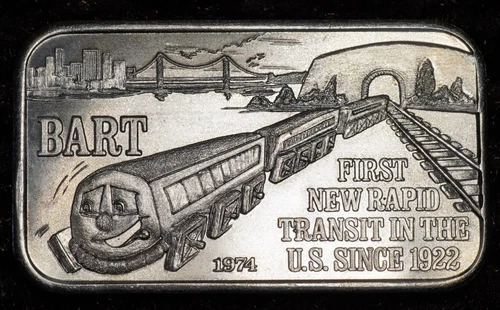 BART
FIRST
NEW RAPID
TRANSIT IN THE
U.S. SINCE 1922
1974